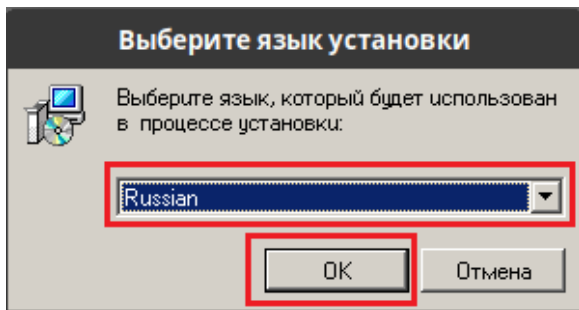 Выберите язык установки
Выберите язык, который будет использован
в процессе установки:
Russian
OK
Отмена